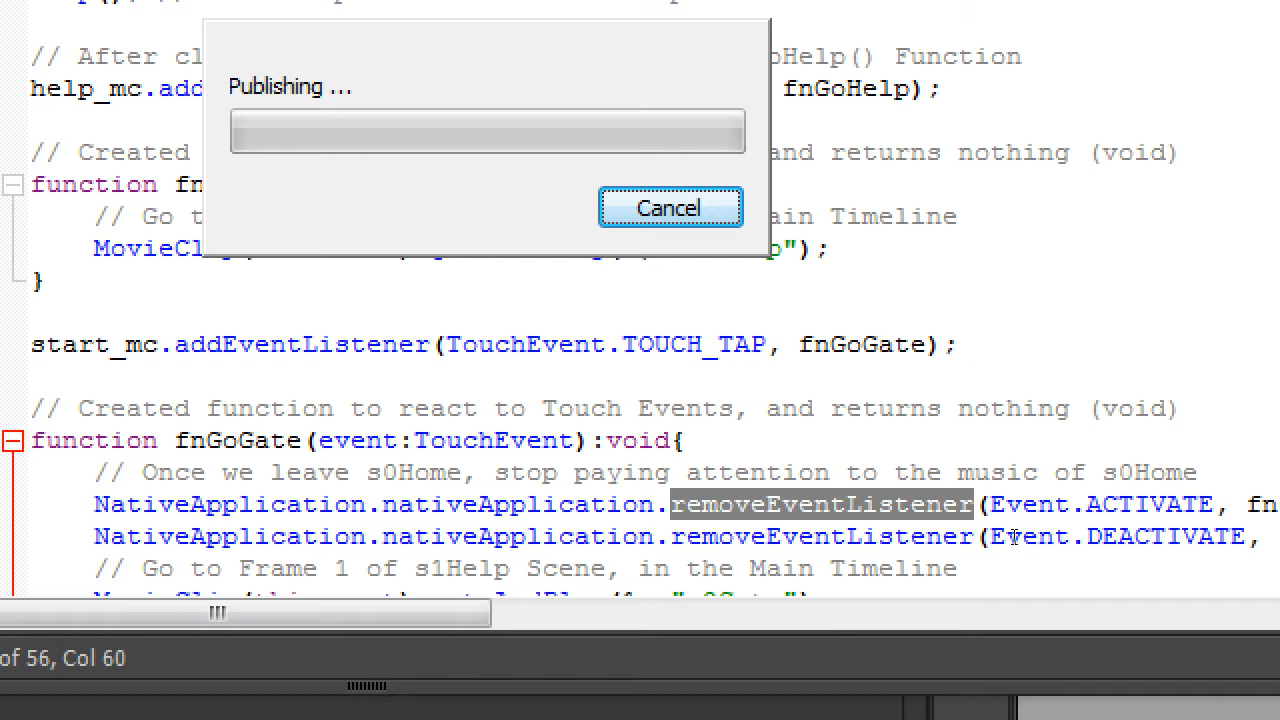 // After cl oHelp() Function
Publishing ...
help_mc.add fnGoHelp);
// Created and returns nothing (void)
function fn
Cancel
// Go t ain Timeline
MovieCl p");
}
start_mc.addEventListener(TouchEvent.TOUCH_TAP, fnGoGate);
// Created function to react to Touch Events, and returns nothing (void)
function fnGoGate(event:TouchEvent):void{
// Once we leave s0Home, stop paying attention to the music of s0Home
NativeApplication.nativeApplication.removeEventListener(Event.ACTIVATE, fn
NativeApplication.nativeApplication.removeEventListener(Event.DEACTIVATE,
// Go to Frame 1 of s1Help Scene, in the Main Timeline
of 56, Col 60